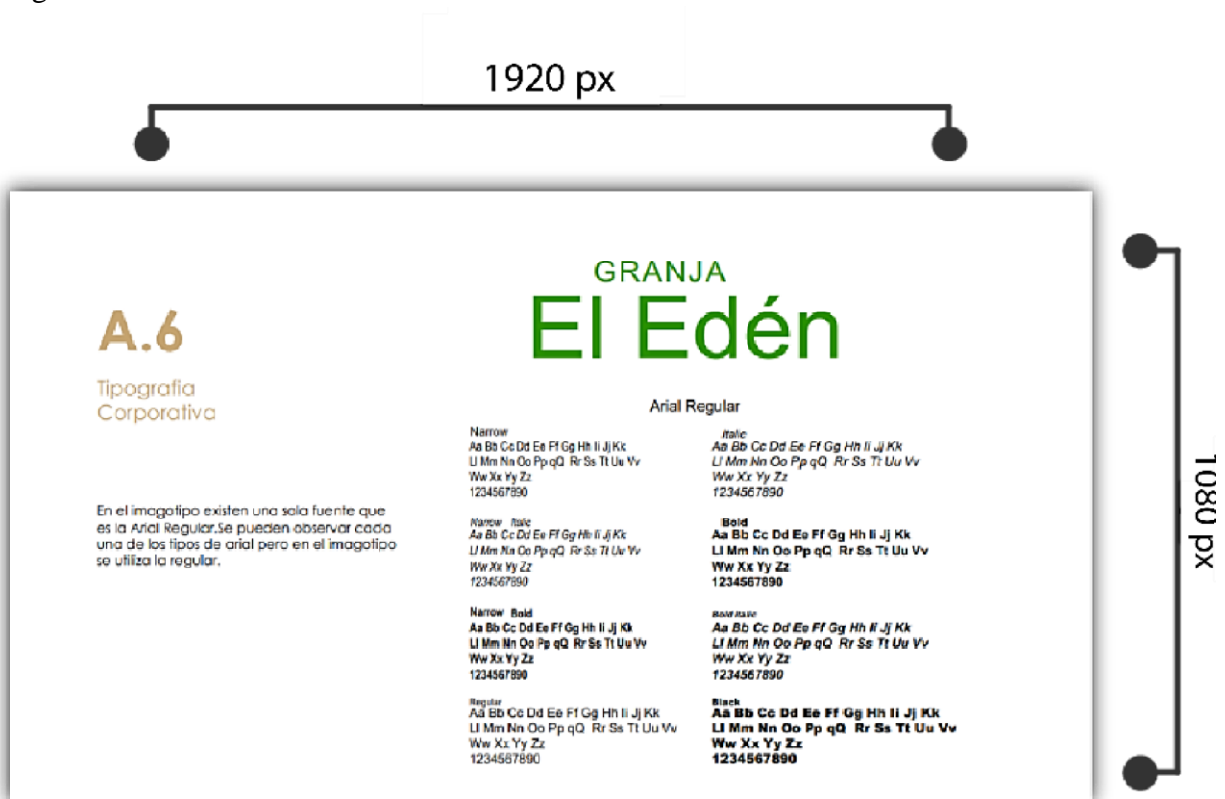 1920 px
GRANJA
El Edén
A.6
Tipografia
Corporativa
En el imagotipo existen una sola fuente que
es la Arial Regular.Se pueden observar cada
una de los tipos de arial pero en el imagotipo
se utiliza la regular.
Arial Regular
Narrow
Aa Bb Cc Dd Ee Ff Gg Hh Ii Jj Kk
Ll Mm Nn Oo Pp qQ Rr Ss Tt Uu Vv
Ww Xx Yy Zz
1234567890
Narrow Italic
Aa Bb Cc Dd Ee Ff Gg Hh Ii Jj Kk
Ll Mm Nn Oo Pp qQ Rr Ss Tt Uu Vv
Ww Xx Yy Zz
1234567890
Narrow Bold
Aa Bb Cc Dd Ee Ff Gg Hh Ii Jj Kk
Ll Mm Nn Oo Pp qQ Rr Ss Tt Uu Vv
Ww Xx Yy Zz
1234567890
Regular
Aa Bb Cc Dd Ee Ff Gg Hh Ii Jj Kk
Ll Mm Nn Oo Pp qQ Rr Ss Tt Uu Vv
Ww Xx Yy Zz
1234567890
Italic
Aa Bb Cc Dd Ee Ff Gg Hh Ii Jj Kk
Ll Mm Nn Oo Pp qQ Rr Ss Tt Uu Vv
Ww Xx Yy Zz
1234567890
Bold
Aa Bb Cc Dd Ee Ff Gg Hh Ii Jj Kk
Ll Mm Nn Oo Pp qQ Rr Ss Tt Uu Vv
Ww Xx Yy Zz
1234567890
Bold Italic
Aa Bb Cc Dd Ee Ff Gg Hh Ii Jj Kk
Ll Mm Nn Oo Pp qQ Rr Ss Tt Uu Vv
Ww Xx Yy Zz
1234567890
Black
Aa Bb Cc Dd Ee Ff Gg Hh Ii Jj Kk
Ll Mm Nn Oo Pp qQ Rr Ss Tt Uu Vv
Ww Xx Yy Zz
1234567890
1080 px